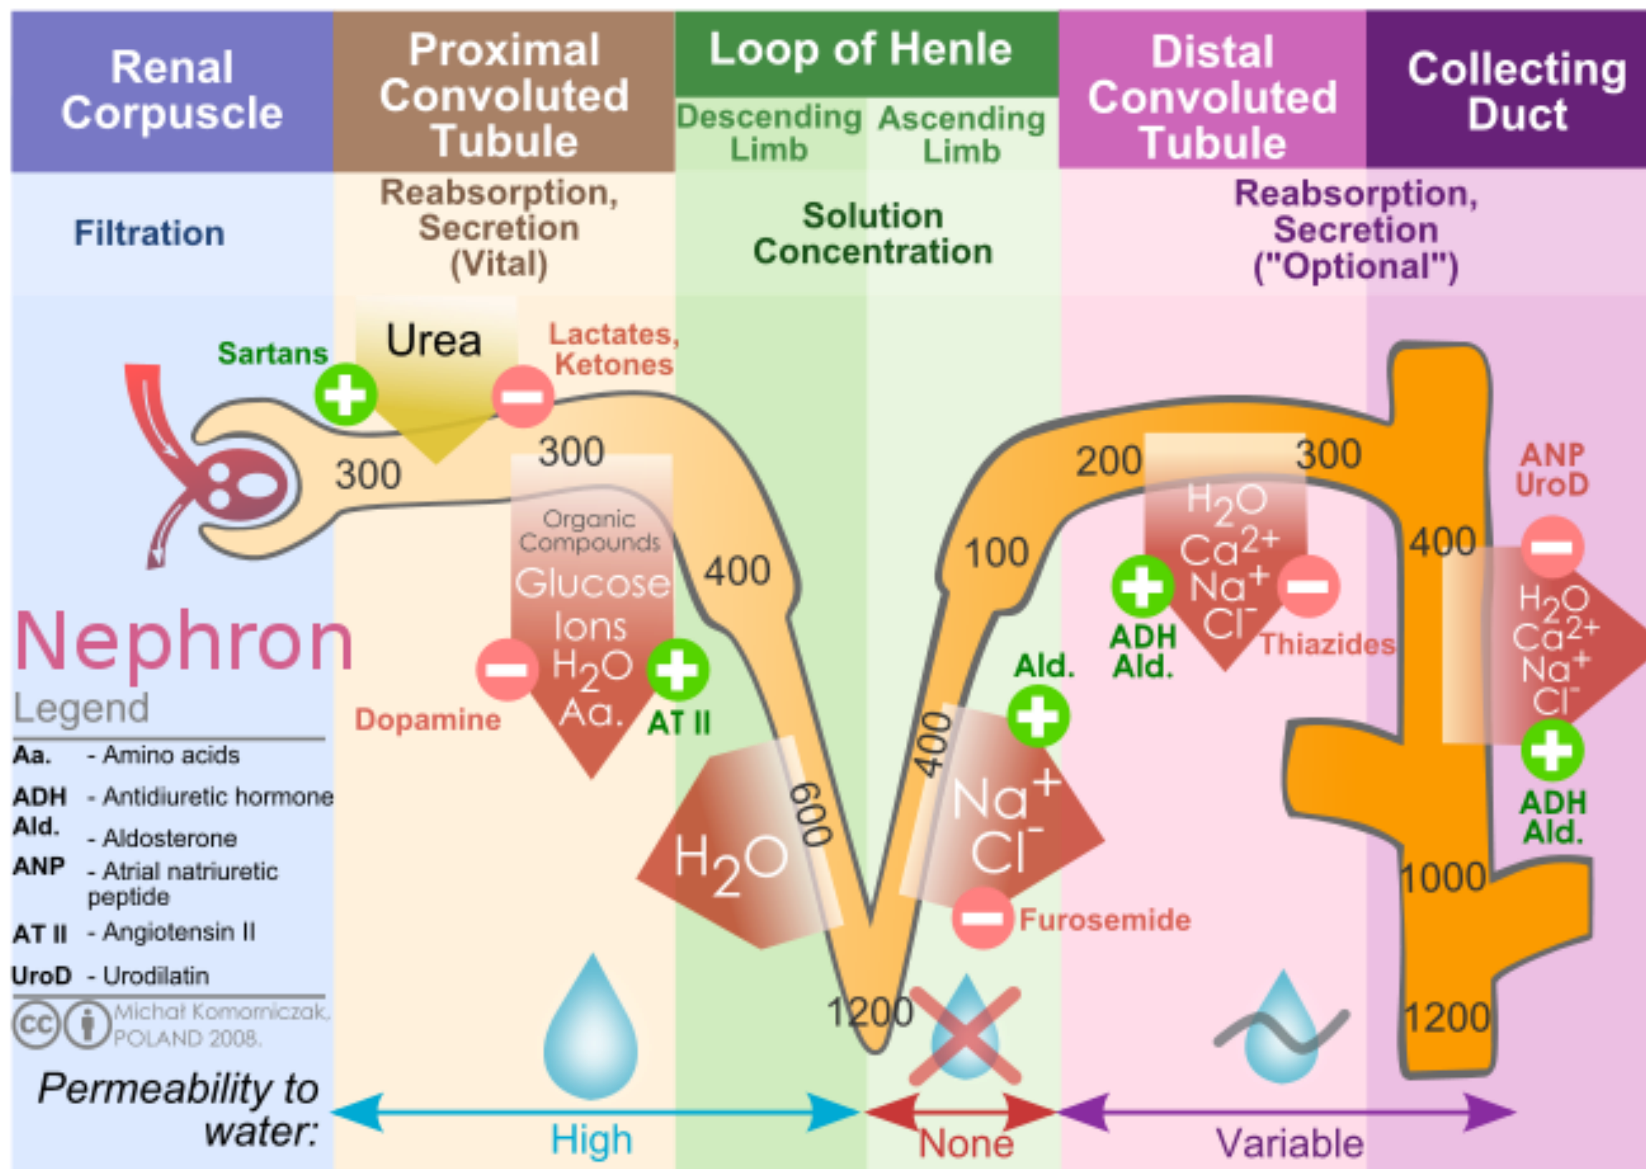 Renal
Corpuscle
Proximal
Convoluted
Tubule
Loop of Henle
Descending
Limb
Ascending
Limb
Distal
Convoluted
Tubule
Collecting
Duct
Filtration
Reabsorption,
Secretion
(Vital)
Solution
Concentration
Reabsorption,
Secretion
("Optional")
Sartans
Urea
Lactates,
Ketones
300
300
Organic
Compounds
Glucose
Ions
H2O
Aa.
Dopamine
AT II
400
600
H2O
1200
400
100
Ald.
Na+
Cl-
Furosemide
200
300
H2O
Ca2+
Na+
Cl-
ADH
Ald.
Thiazides
400
1000
1200
ANP
UroD
H2O
Ca2+
Na+
Cl-
ADH
Ald.
Nephron
Legend
Aa. - Amino acids
ADH - Antidiuretic hormone
Ald. - Aldosterone
ANP - Atrial natriuretic
peptide
AT II - Angiotensin II
UroD - Urodilatin
cc Michał Komorniczak,
POLAND 2008.
Permeability to
water:
High
None
Variable